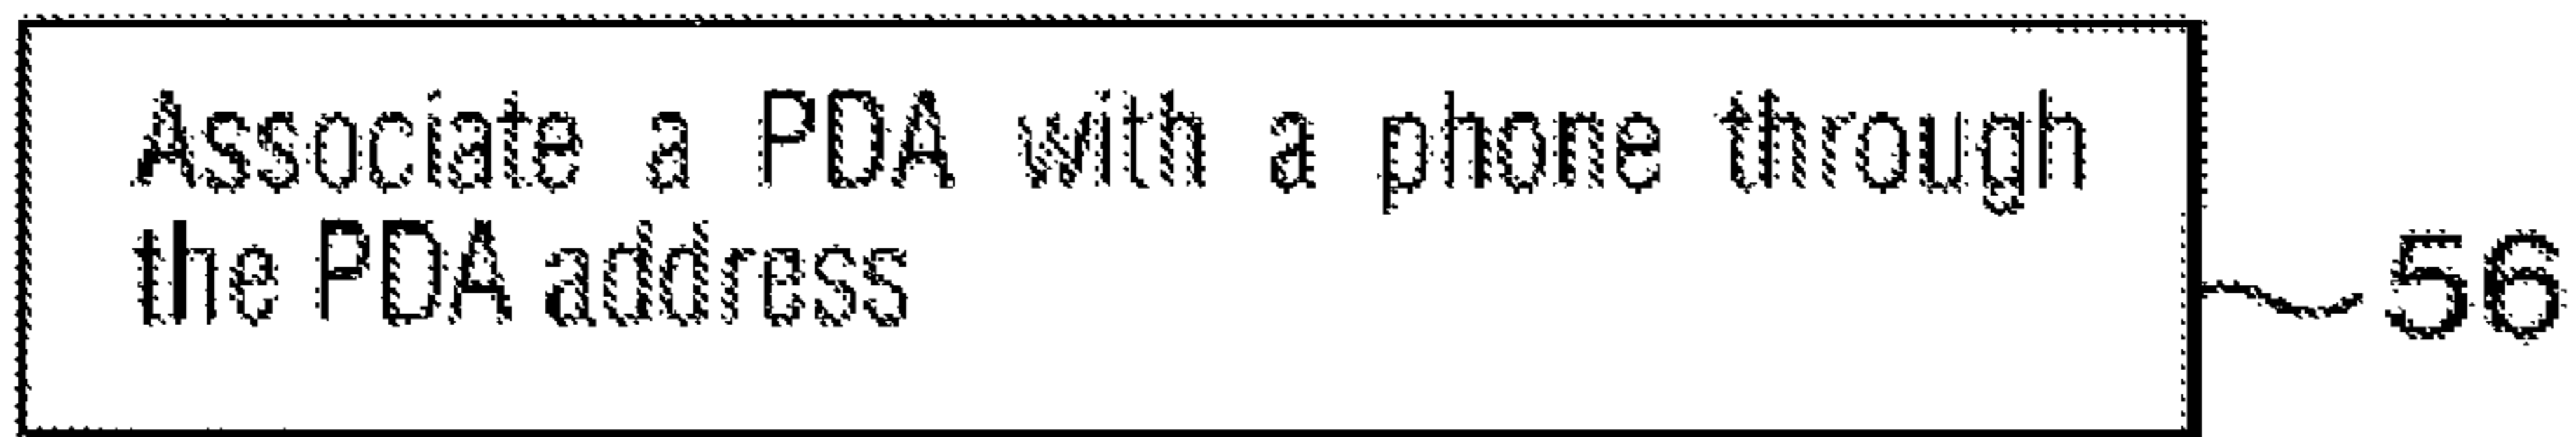 Associate a PDA with a phone through
the PDA address
56